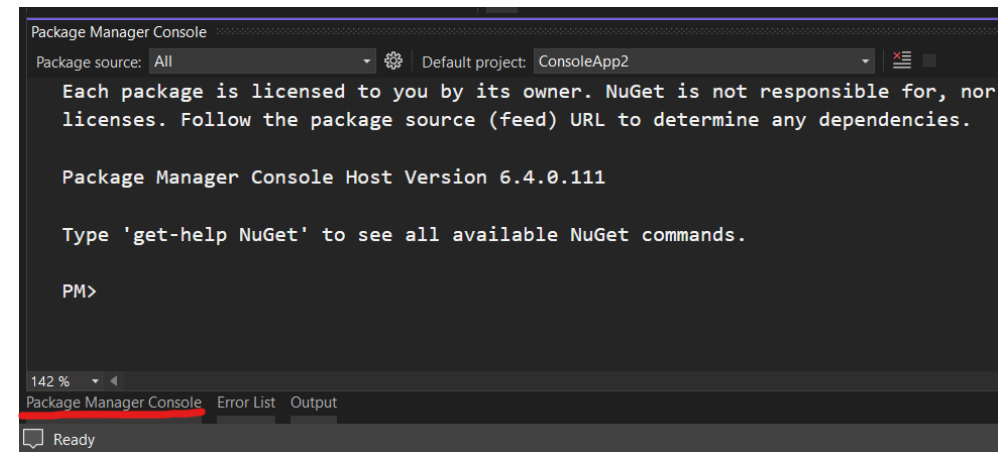 Package Manager Console
Package source: All Default project: ConsoleApp2
Each package is licensed to you by its owner. NuGet is not responsible for, nor
licenses. Follow the package source (feed) URL to determine any dependencies.
Package Manager Console Host Version 6.4.0.111
Type 'get-help NuGet' to see all available NuGet commands.
PM>
142 %
Package Manager Console Error List Output
Ready